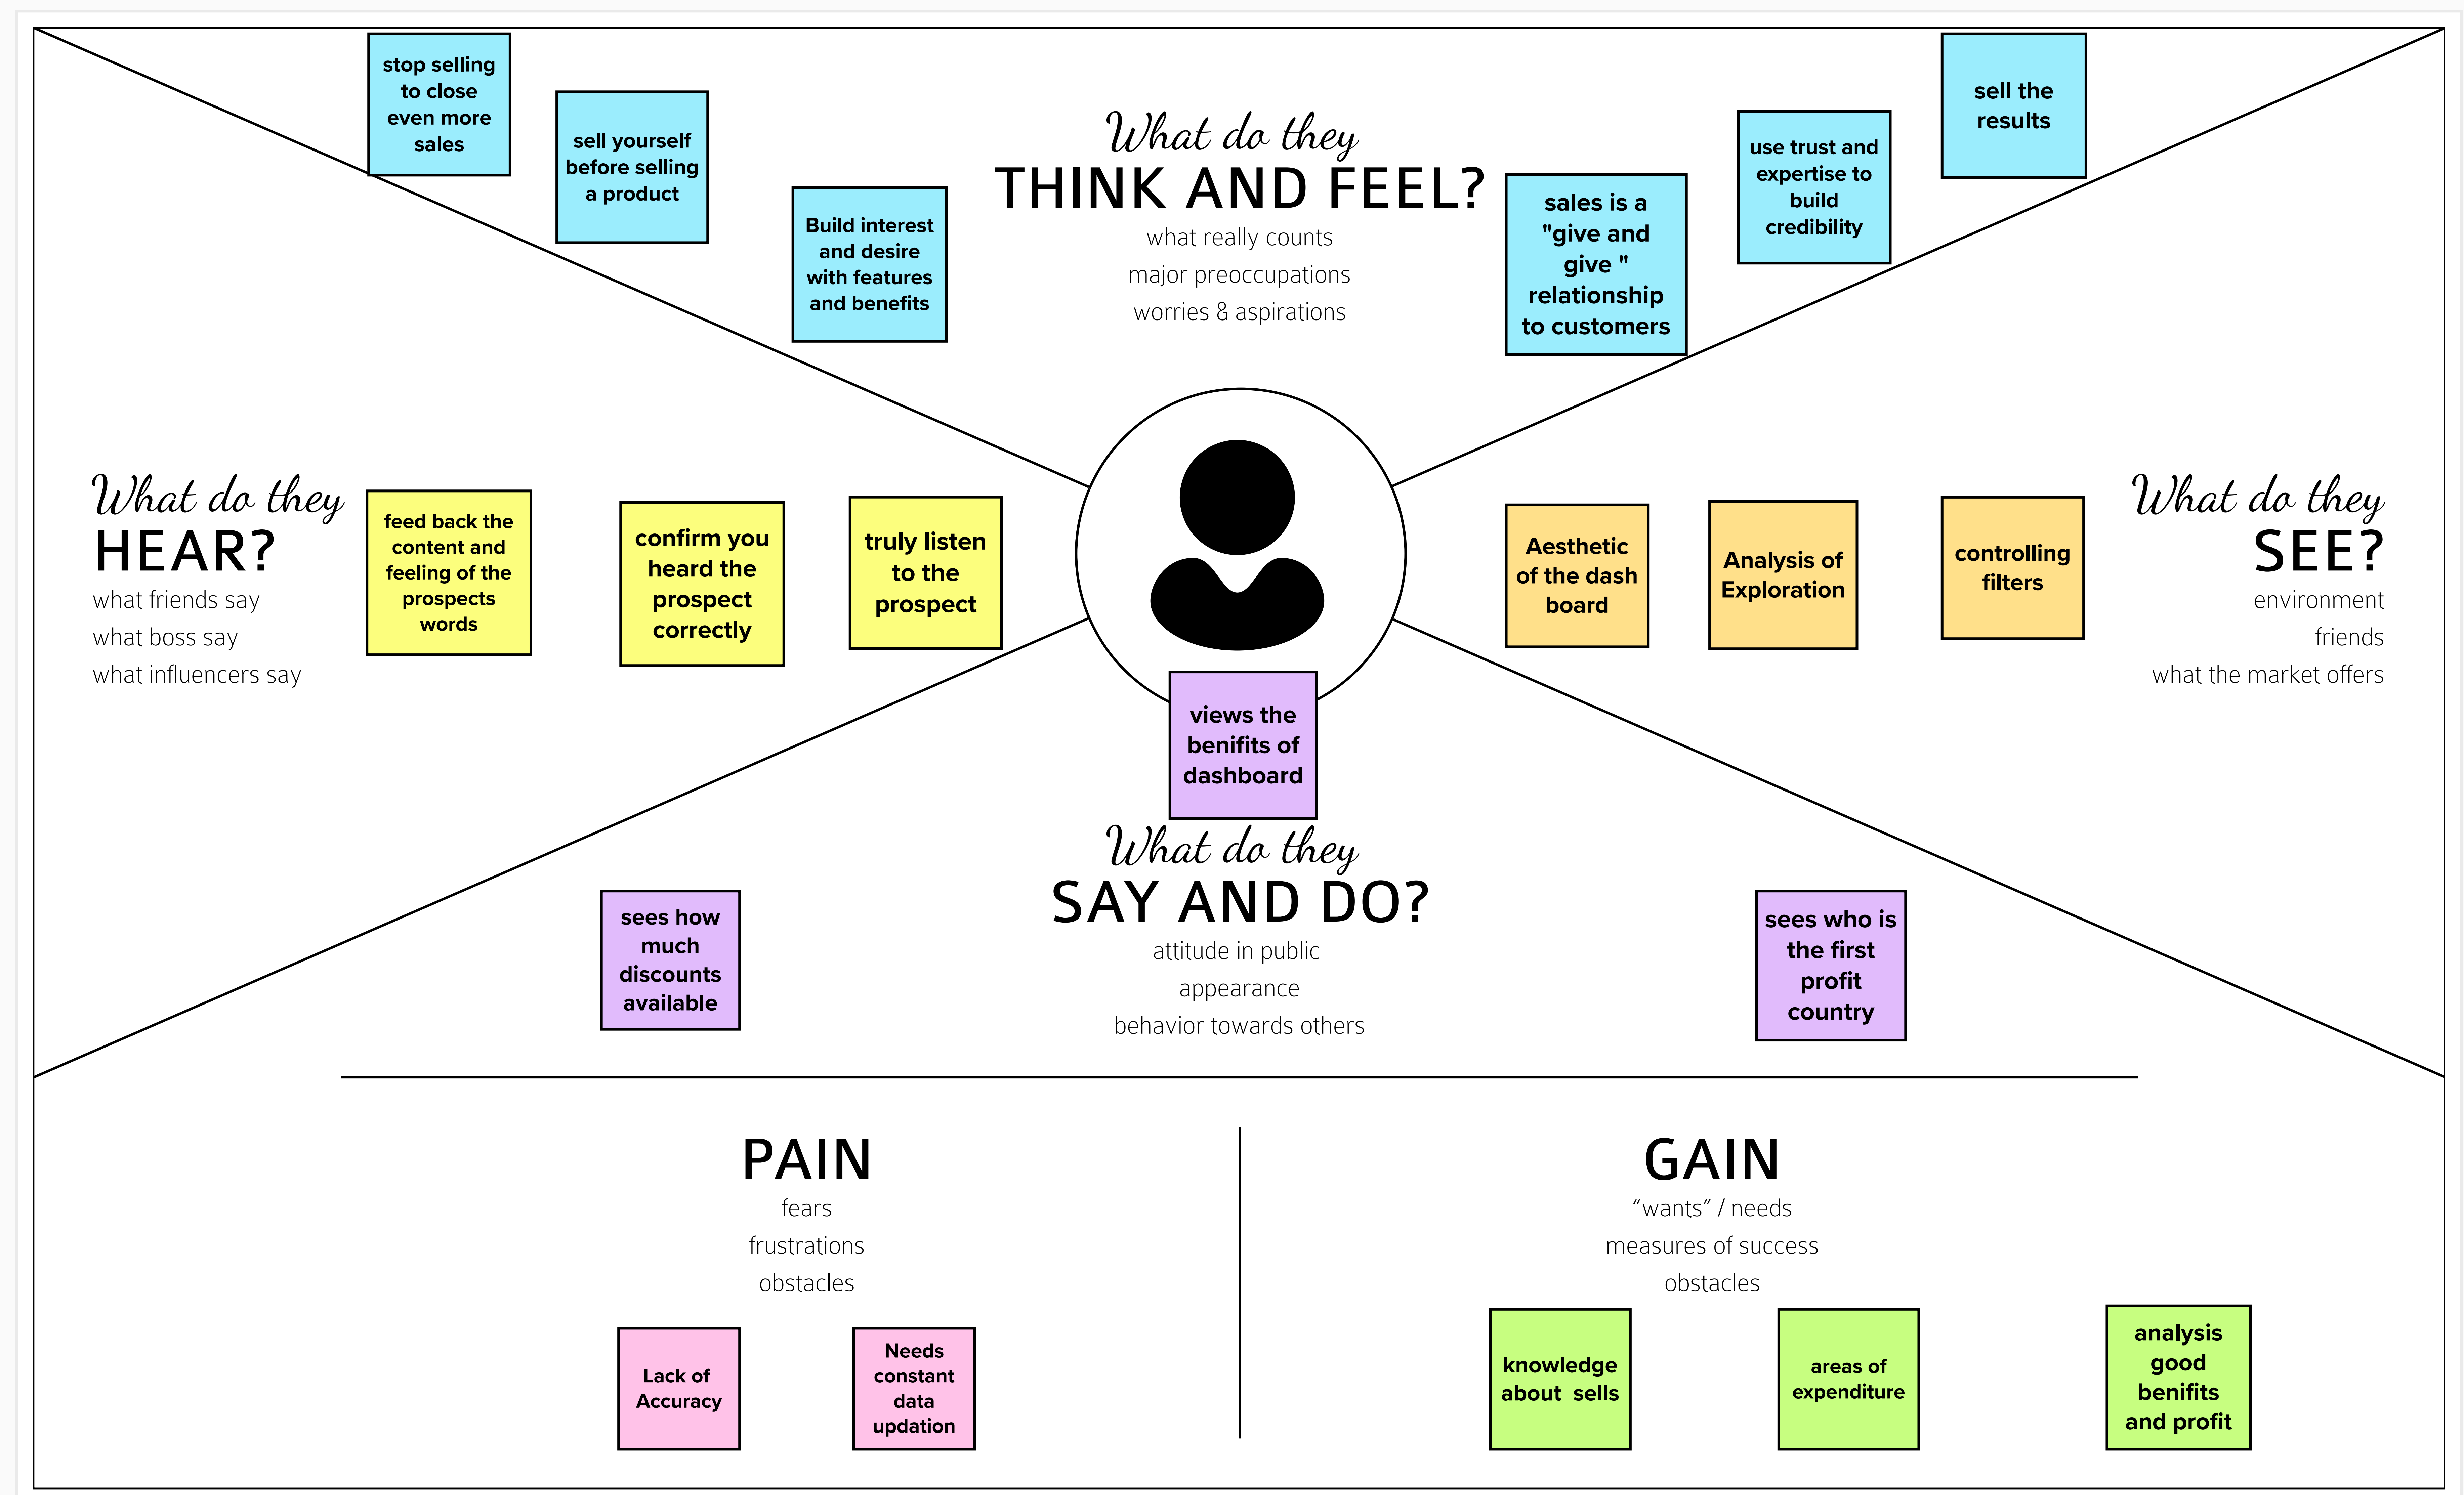 stop selling
to close
even more
sales
sell yourself
before selling
a product
Build interest
and desire
with features
and benefits
What do they
THINK AND FEEL?
what really counts
major preoccupations
worries & aspirations
sales is a
"give and
give "
relationship
to customers
use trust and
expertise to
build
credibility
sell the
results
What do they
HEAR?
what friends say
what boss say
what influencers say
feed back the
content and
feeling of the
prospects
words
confirm you
heard the
prospect
correctly
truly listen
to the
prospect
Aesthetic
of the dash
board
Analysis of
Exploration
controlling
filters
What do they
SEE?
environment
friends
what the market offers
views the
benifits of
dashboard
What do they
SAY AND DO?
attitude in public
appearance
behavior towards others
sees how
much
discounts
available
sees who is
the first
profit
country
PAIN
fears
frustrations
obstacles
Lack of
Accuracy
Needs
constant
data
updation
GAIN
“wants” / needs
measures of success
obstacles
knowledge
about  sells
areas of
expenditure
analysis
good
benifits
and profit